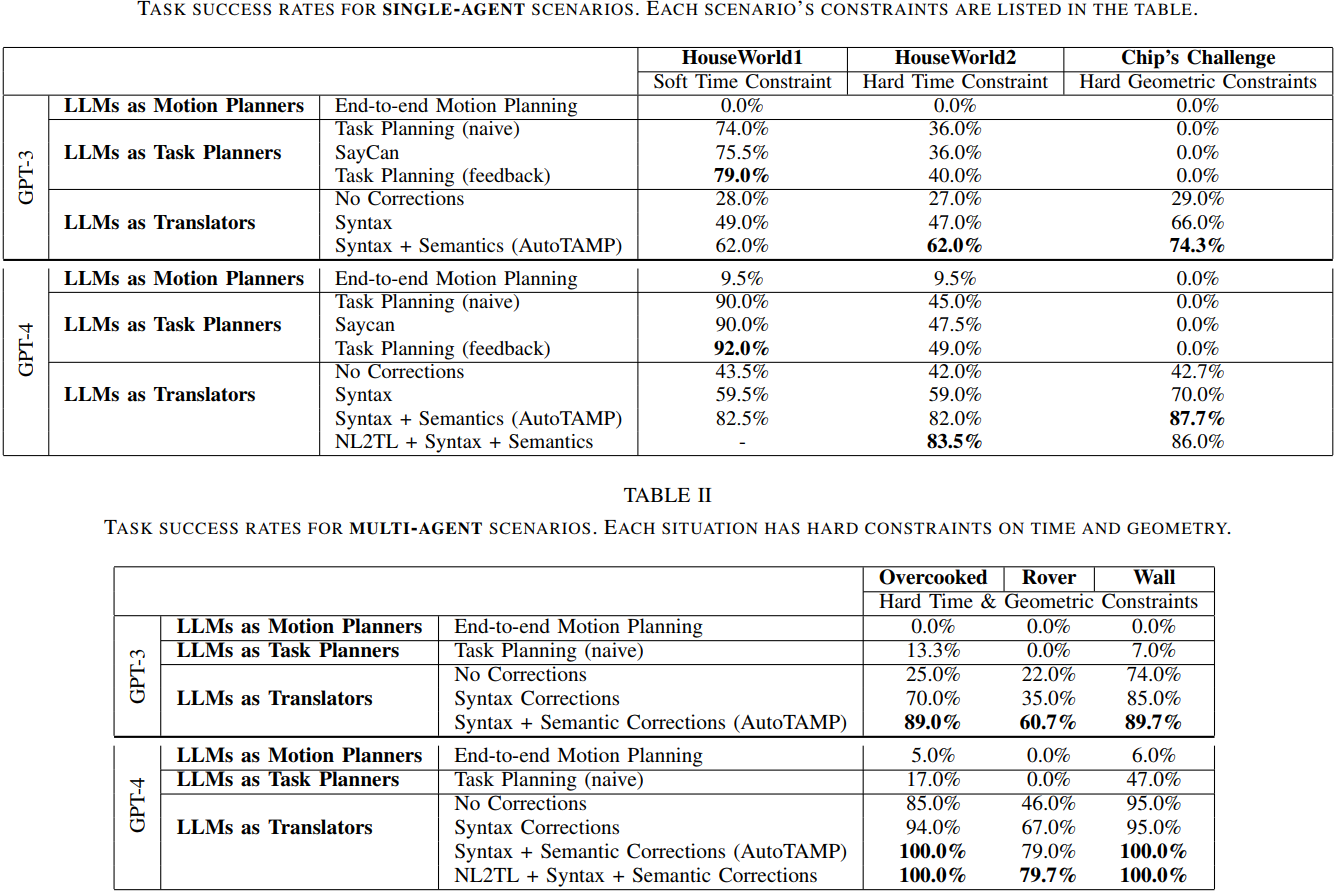 TASK SUCCESS RATES FOR SINGLE-AGENT SCENARIOS. EACH SCENARIO'S CONSTRAINTS ARE LISTED IN THE TABLE.
HouseWorld1 HouseWorld2 Chip's Challenge
Soft Time Constraint Hard Time Constraint Hard Geometric Constraints
GPT-3
LLMs as Motion Planners End-to-end Motion Planning 0.0% 0.0% 0.0%
Task Planning (naive) 74.0% 36.0% 0.0%
LLMs as Task Planners SayCan 75.5% 36.0% 0.0%
Task Planning (feedback) 79.0% 40.0% 0.0%
No Corrections 28.0% 27.0% 29.0%
LLMs as Translators Syntax 49.0% 47.0% 66.0%
Syntax + Semantics (AutoTAMP) 62.0% 62.0% 74.3%
GPT-4
LLMs as Motion Planners End-to-end Motion Planning 9.5% 9.5% 0.0%
Task Planning (naive) 90.0% 45.0% 0.0%
LLMs as Task Planners Saycan 90.0% 47.5% 0.0%
Task Planning (feedback) 92.0% 49.0% 0.0%
No Corrections 43.5% 42.0% 42.7%
LLMs as Translators Syntax 59.5% 59.0% 70.0%
Syntax + Semantics (AutoTAMP) 82.5% 82.0% 87.7%
NL2TL + Syntax + Semantics - 83.5% 86.0%
TABLE II
TASK SUCCESS RATES FOR MULTI-AGENT SCENARIOS. EACH SITUATION HAS HARD CONSTRAINTS ON TIME AND GEOMETRY.
Overcooked Rover Wall
Hard Time & Geometric Constraints
GPT-3
LLMs as Motion Planners End-to-end Motion Planning 0.0% 0.0% 0.0%
LLMs as Task Planners Task Planning (naive) 13.3% 0.0% 7.0%
No Corrections 25.0% 22.0% 74.0%
LLMs as Translators Syntax Corrections 70.0% 35.0% 85.0%
Syntax + Semantic Corrections (AutoTAMP) 89.0% 60.7% 89.7%
GPT-4
LLMs as Motion Planners End-to-end Motion Planning 5.0% 0.0% 6.0%
LLMs as Task Planners Task Planning (naive) 17.0% 0.0% 47.0%
No Corrections 85.0% 46.0% 95.0%
LLMs as Translators Syntax Corrections 94.0% 67.0% 95.0%
Syntax + Semantic Corrections (AutoTAMP) 100.0% 79.0% 100.0%
NL2TL + Syntax + Semantic Corrections 100.0% 79.7% 100.0%